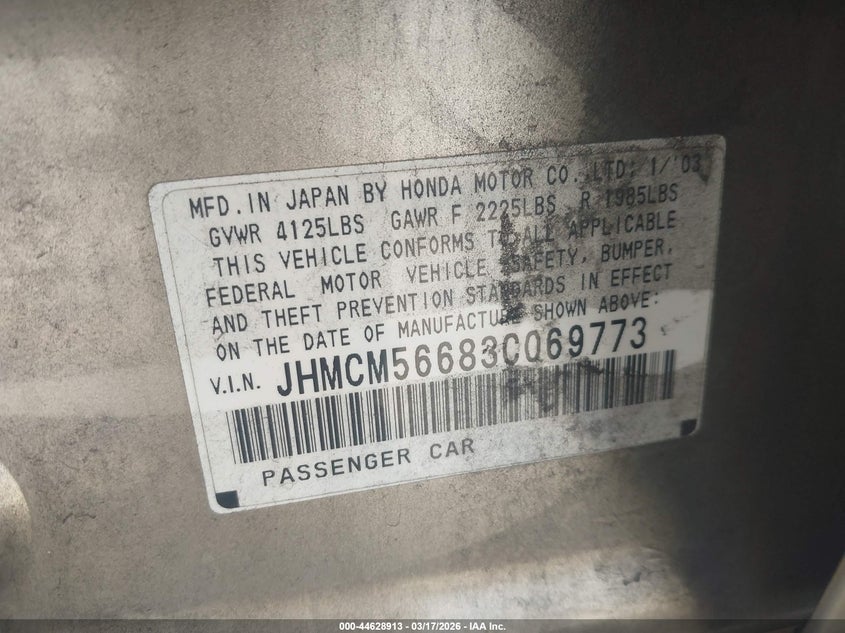 MFD. IN JAPAN BY HONDA MOTOR CO., LTD; 1/'03
GVWR 4125LBS GAWR F 2225LBS R 1985LBS
THIS VEHICLE CONFORMS TO ALL APPLICABLE
FEDERAL MOTOR VEHICLE SAFETY, BUMPER,
AND THEFT PREVENTION STANDARDS IN EFFECT
ON THE DATE OF MANUFACTURE SHOWN ABOVE:
V.I.N. JHMCM56683C069773
PASSENGER CAR
000-44628913 — 03/17/2026 — IAA Inc.